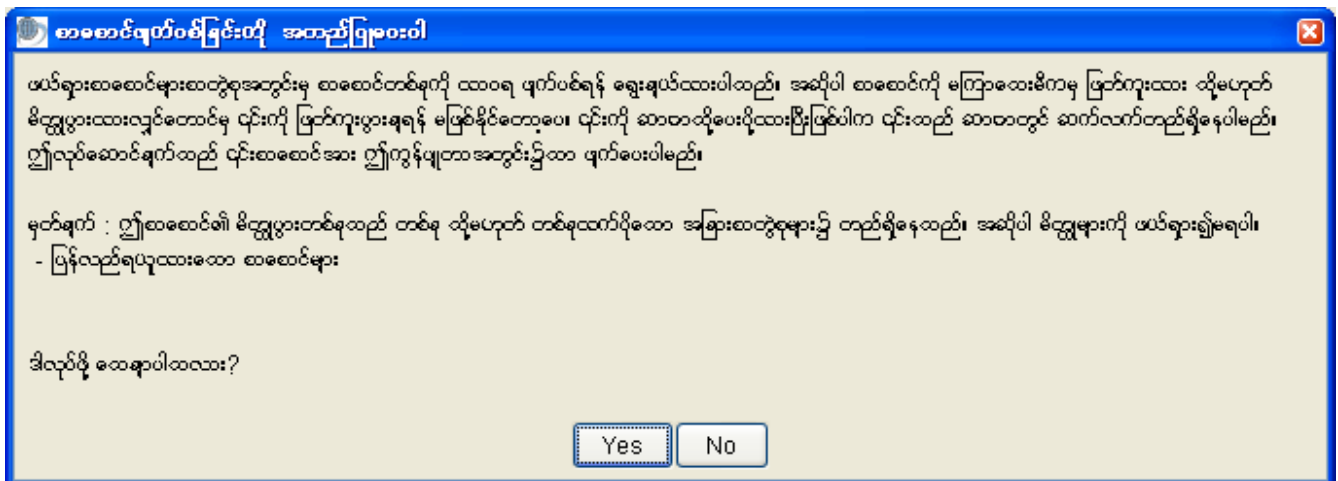 စာစောင်ဖျတ်ပစ်ခြင်းတို အတည်ပြုပေးပါ
ဖယ်ရှားစာစောင်များစာတွဲစုအတွင်းမှ စာစောင်တစ်ရကို ထာဝရ ဖျက်ပစ်ရန် ရွေးချယ်ထားပါသည်။ အဆိုပါ စာစောင်ကို မကြာသေးမီကမှ ဖြတ်ကူးထား သို့မဟုတ်
မိတ္တူပွားထားလျှင်တောင်မှ ၎င်းကို ဖြတ်ကူးပွားချရန် မဖြစ်နိုင်တော့ပေ။ ၎င်းကို ဆာဗာသို့ပေးပို့ထားပြီးဖြစ်ပါက ၎င်းသည် ဆာဗာတွင် ဆက်လက်တည်ရှိနေပါမည်။
ဤလုပ်ဆောင်ချက်သည် ၎င်းစာစောင်အား ဤကွန်ပျူတာအတွင်း၌သာ ဖျက်ပေးပါမည်။
မှတ်ချက် : ဤစာစောင်၏ မိတ္တူပွားတစ်ရသည် တစ်ရ သို့မဟုတ် တစ်ရထက်ပိုသော အခြားစာတွဲစုများ၌ တည်ရှိနေသည်။ အဆိုပါ မိတ္တူများကို ဖယ်ရှား၍မရပါ။
- ပြန်လည်ရယူထားသော စာစောင်များ
ဒါလုပ်ဖို့ သေချာပါသလား?
Yes No